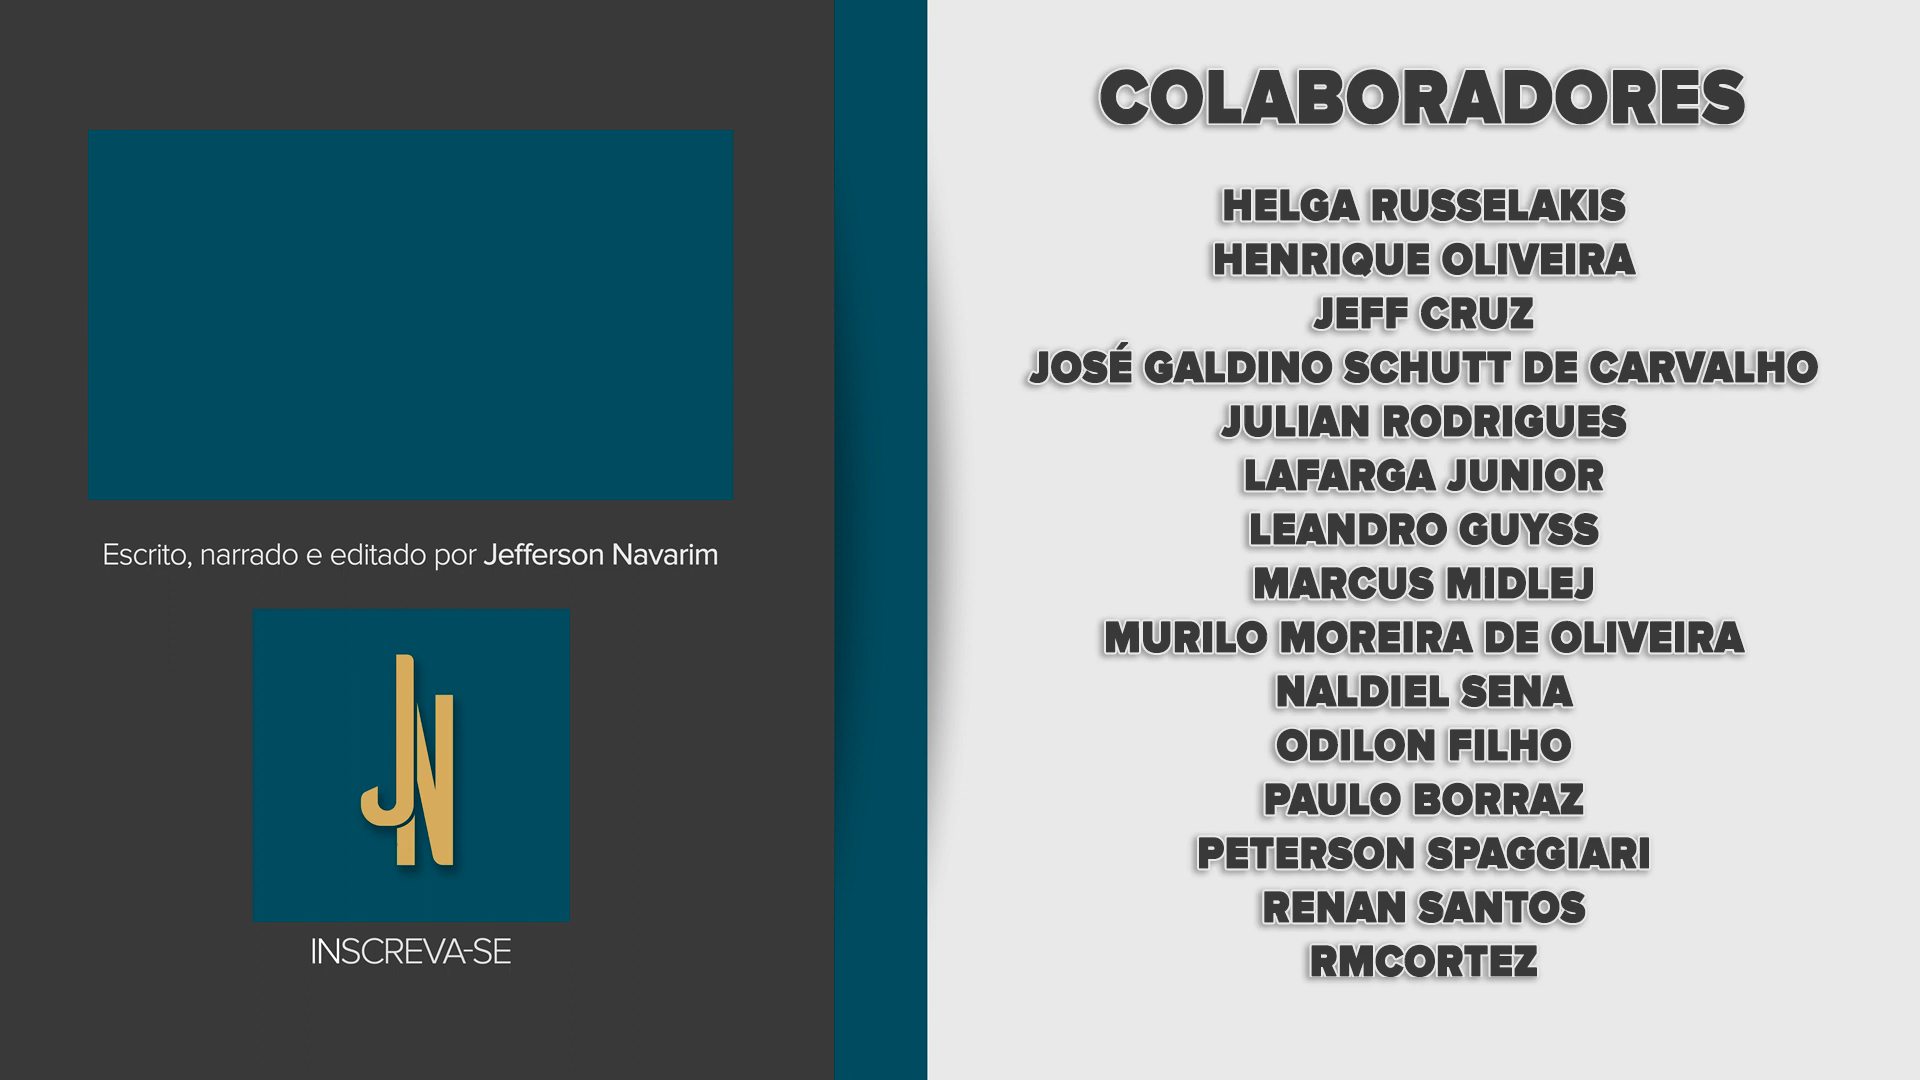 Escrito, narrado e editado por Jefferson Navarim
JN
INSCREVA-SE
COLABORADORES
HELGA RUSSELAKIS
HENRIQUE OLIVEIRA
JEFF CRUZ
JOSÉ GALDINO SCHUTT DE CARVALHO
JULIAN RODRIGUES
LAFARGA JUNIOR
LEANDRO GUYSS
MARCUS MIDLEJ
MURILO MOREIRA DE OLIVEIRA
NALDIEL SENA
ODILON FILHO
PAULO BORRAZ
PETERSON SPAGGIARI
RENAN SANTOS
RMCORTEZ